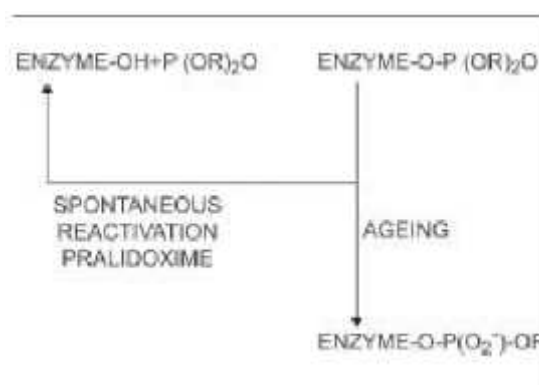 ENZYME-OH+P (OR)₂O
ENZYME-O-P (OR)₂O
SPONTANEOUS
REACTIVATION
PRALIDOXIME
AGEING
ENZYME-O-P(O₂⁻)-OR